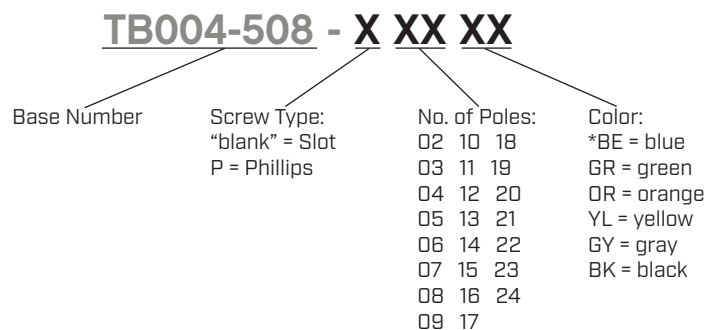 TB004-508 - X XX XX
Base Number
Screw Type:
“blank” = Slot
P = Phillips
No. of Poles:
02 10 18
03 11 19
04 12 20
05 13 21
06 14 22
07 15 23
08 16 24
09 17
Color:
*BE = blue
GR = green
OR = orange
YL = yellow
GY = gray
BK = black